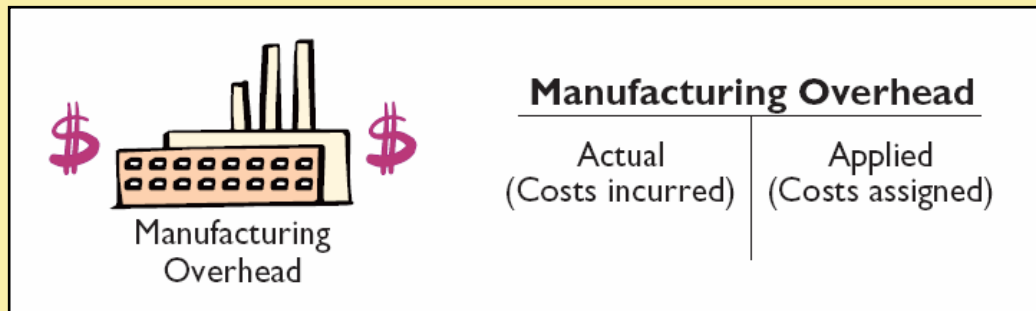 $ $
Manufacturing
Overhead
Manufacturing Overhead
Actual
(Costs incurred)
Applied
(Costs assigned)